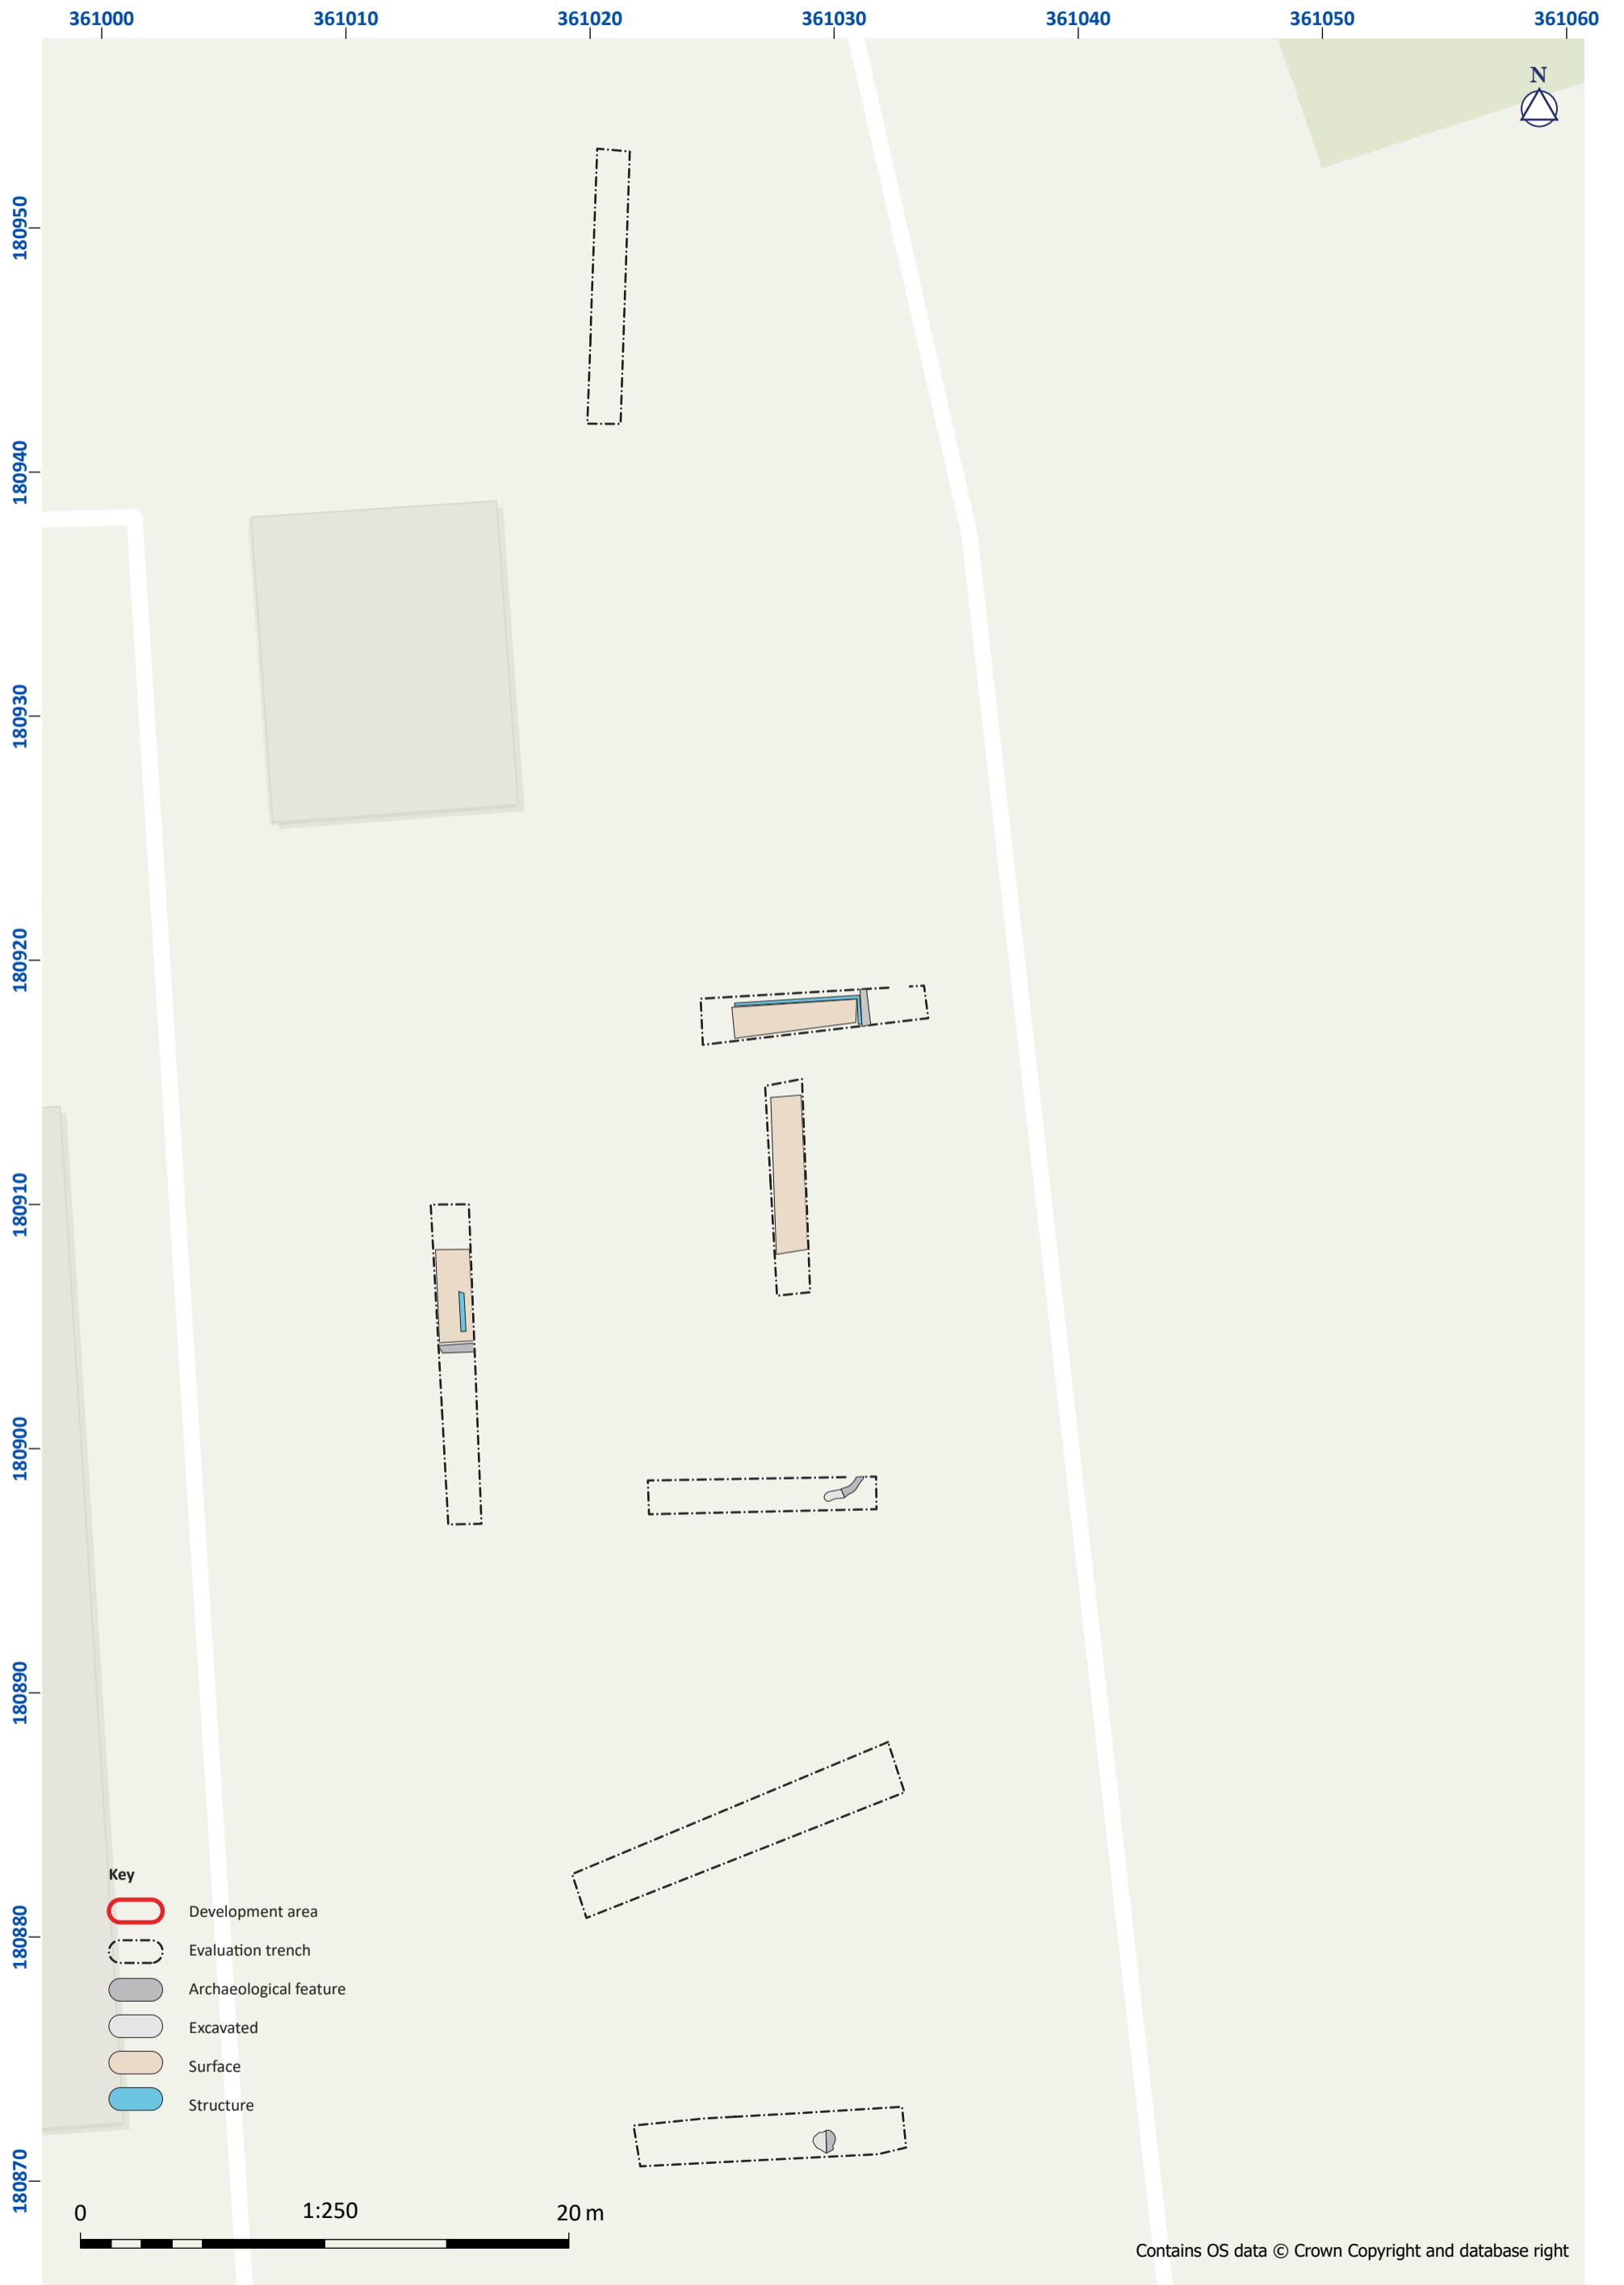 361000 361010 361020 361030 361040 361050 361060
N
180950
180940
180930
180920
180910
180900
180890
180880
180870
Key
Development area
Evaluation trench
Archaeological feature
Excavated
Surface
Structure
0 1:250 20 m
Contains OS data © Crown Copyright and database right